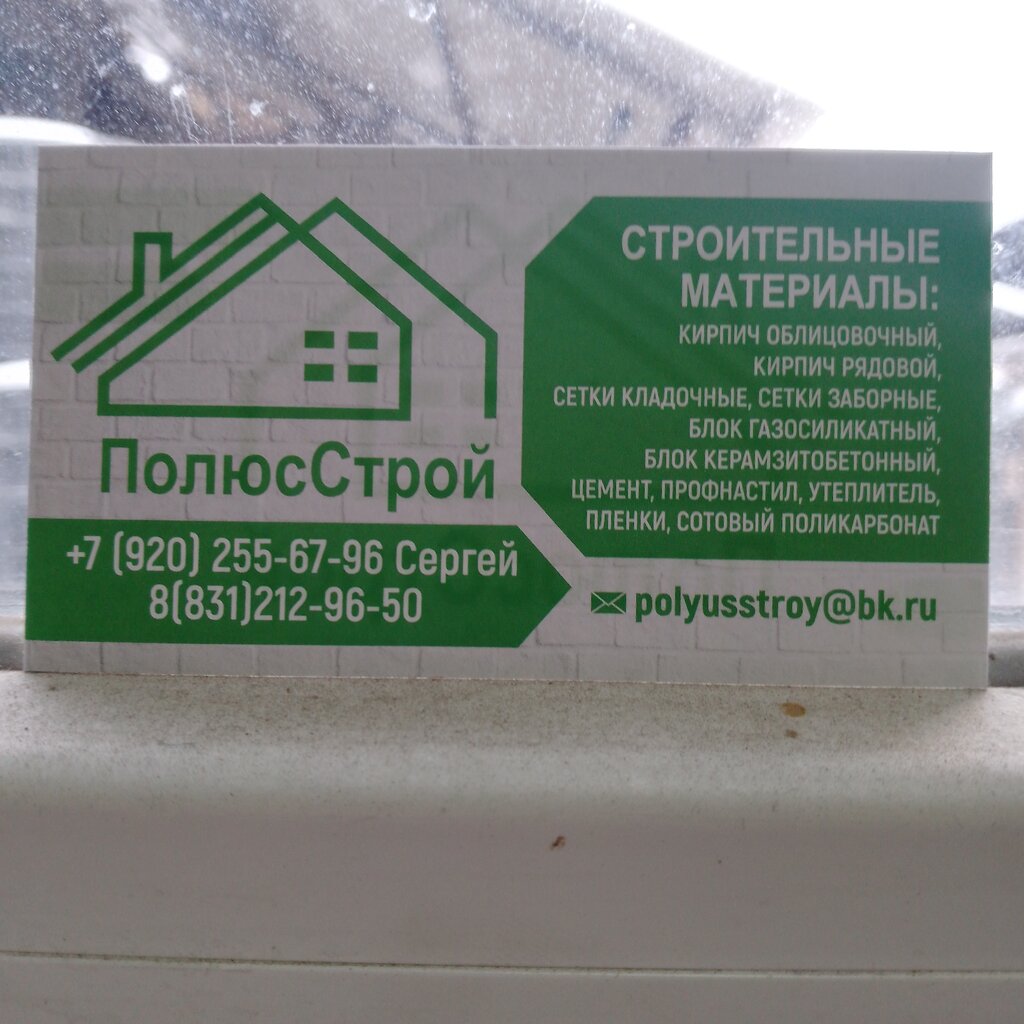 ПолюсСтрой
+7 (920) 255-67-96 Сергей
8(831)212-96-50
СТРОИТЕЛЬНЫЕ
МАТЕРИАЛЫ:
КИРПИЧ ОБЛИЦОВОЧНЫЙ,
КИРПИЧ РЯДОВОЙ,
СЕТКИ КЛАДОЧНЫЕ, СЕТКИ ЗАБОРНЫЕ,
БЛОК ГАЗОСИЛИКАТНЫЙ,
БЛОК КЕРАМЗИТОБЕТОННЫЙ,
ЦЕМЕНТ, ПРОФНАСТИЛ, УТЕПЛИТЕЛЬ,
ПЛЕНКИ, СОТОВЫЙ ПОЛИКАРБОНАТ
polyusstroy@bk.ru